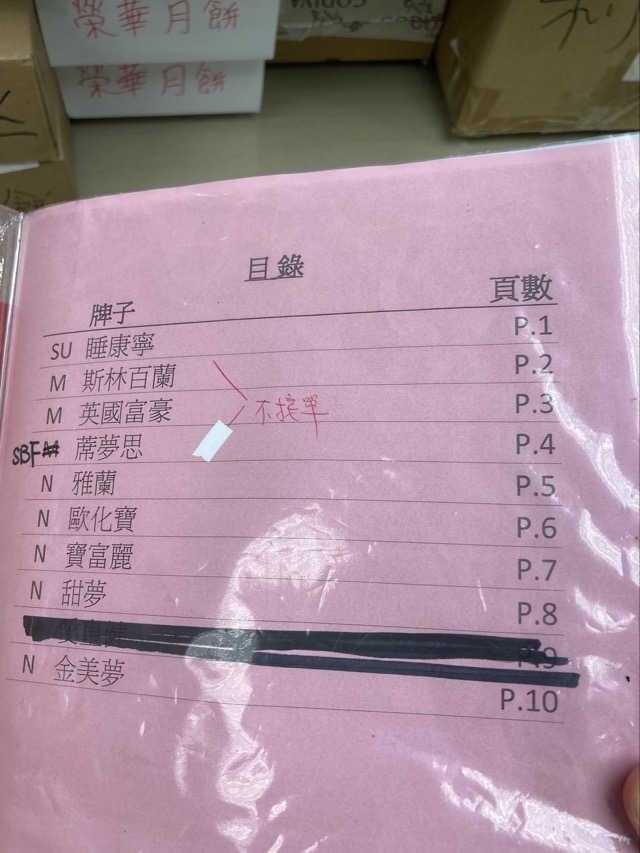 榮華月餅
榮華月餅
GODIVA
目錄
牌子 頁數
SU 睡康寧 P.1
M 斯林百蘭 P.2
M 英國富豪 P.3
不接單
SBF 蓆夢思 P.4
N 雅蘭 P.5
N 歐化寶 P.6
N 寶富麗 P.7
N 甜夢 P.8
P.9
N 金美夢 P.10